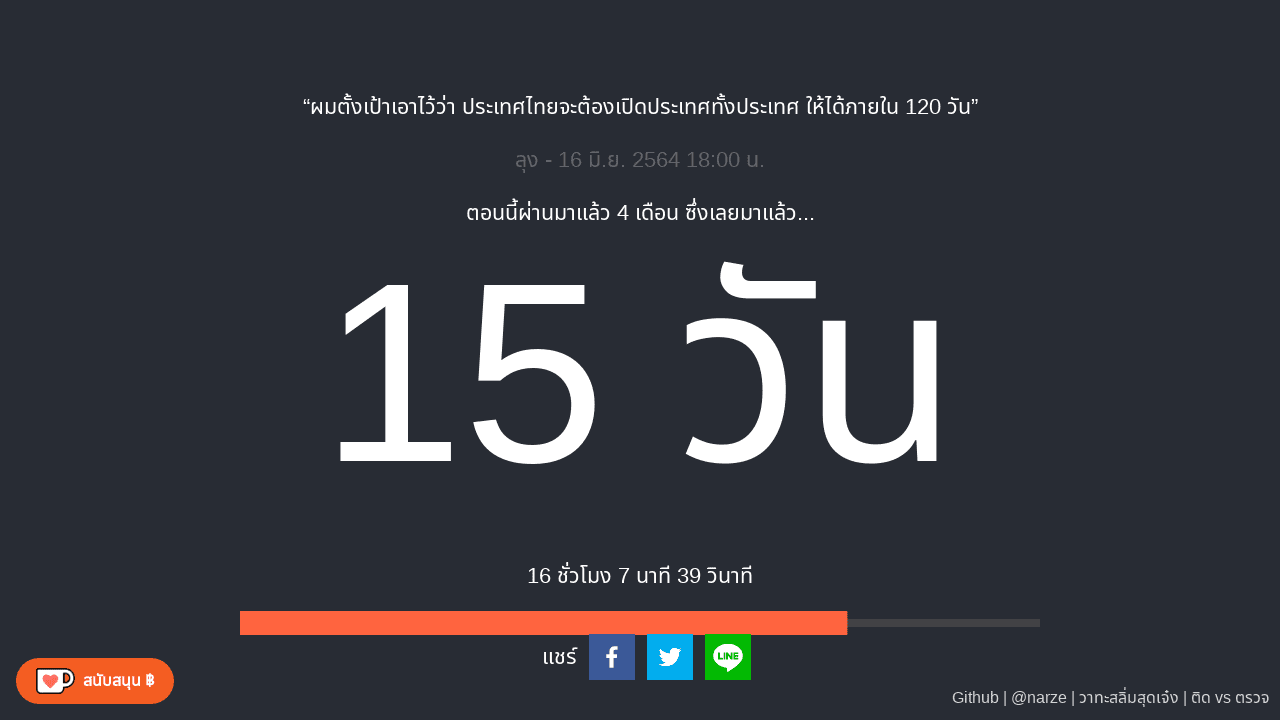 “ผมตั้งเป้าเอาไว้ว่า ประเทศไทยจะต้องเปิดประเทศทั้งประเทศ ให้ได้ภายใน 120 วัน”
ลุง - 16 มิ.ย. 2564 18:00 น.
ตอนนี้ผ่านมาแล้ว 4 เดือน ซึ่งเลยมาแล้ว...
15 วัน
16 ชั่วโมง 7 นาที 39 วินาที
แชร์
LINE
สนับสนุน ฿
Github | @narze | วาทะสลิ่มสุดเจ๋ง | ติด vs ตรวจ